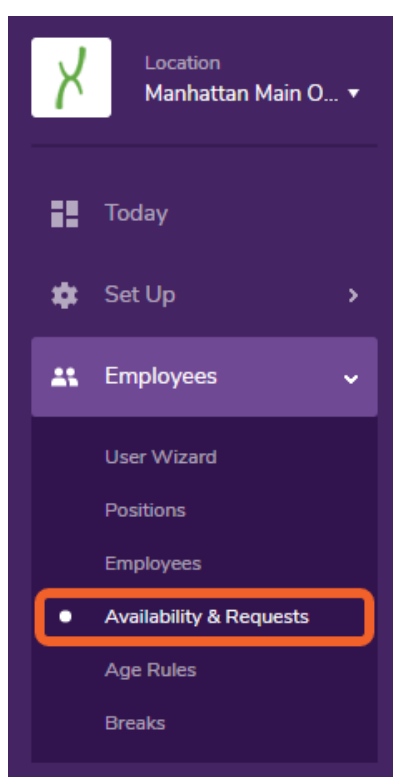 Location
Manhattan Main O...
Today
Set Up
Employees
User Wizard
Positions
Employees
Availability & Requests
Age Rules
Breaks